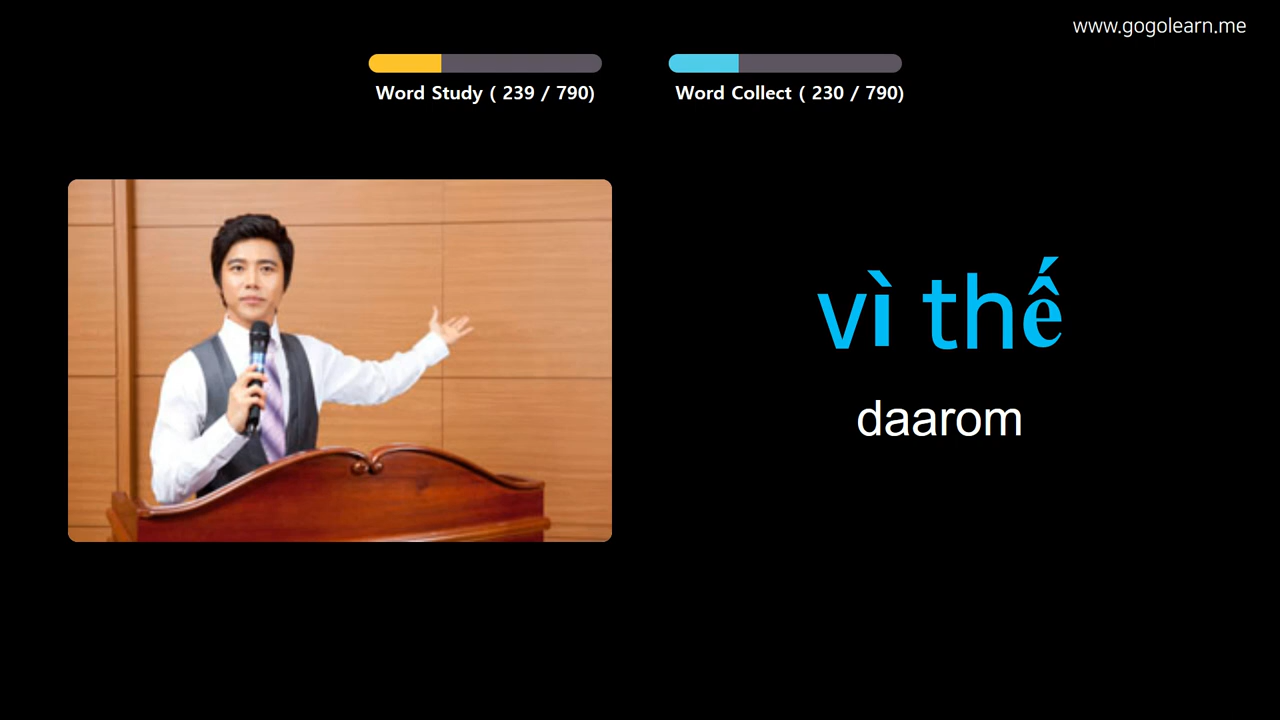 www.gogolearn.me
Word Study ( 239 / 790)
Word Collect ( 230 / 790)
vì thế
daarom